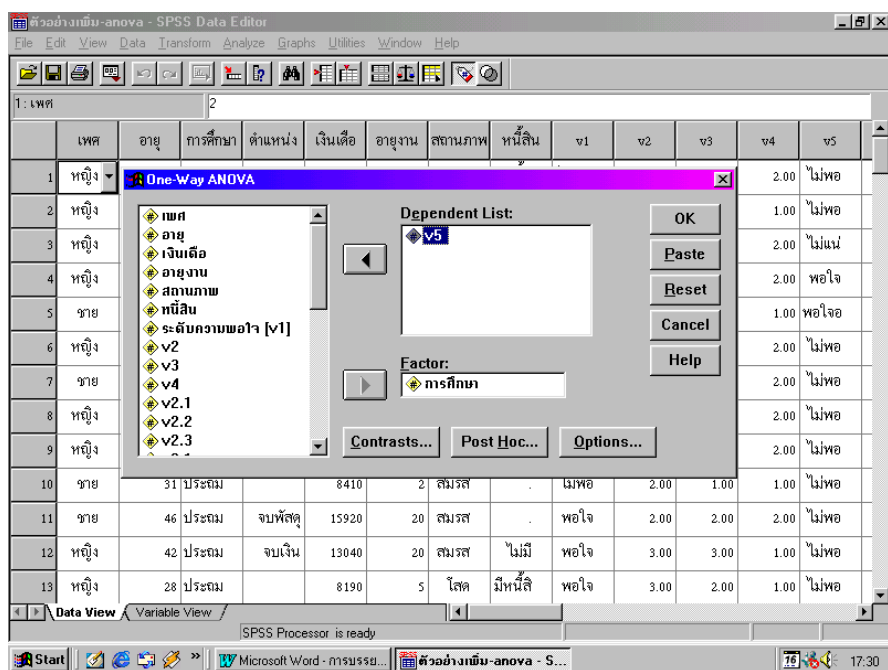 ตัวอย่างเพิ่ม-anova - SPSS Data Editor
File Edit View Data Transform Analyze Graphs Utilities Window Help
1 : เพศ 2
เพศ อายุ การศึกษา ตำแหน่ง เงินเดือ อายุงาน สถานภาพ หนี้สิน v1 v2 v3 v4 v5
1 หญิง 2.00 ไม่พอ
2 หญิง 1.00 ไม่พอ
3 หญิง 2.00 ไม่แน่
4 หญิง 2.00 พอใจ
5 ชาย 1.00 พอใจอ
6 หญิง 2.00 ไม่พอ
7 ชาย 2.00 ไม่พอ
8 หญิง 2.00 ไม่พอ
9 หญิง 2.00 ไม่พอ
One-Way ANOVA
เพศ
อายุ
เงินเดือ
อายุงาน
สถานภาพ
หนี้สิน
ระดับความพอใจ [v1]
v2
v3
v4
v2.1
v2.2
v2.3
Dependent List:
v5
Factor:
การศึกษา
OK
Paste
Reset
Cancel
Help
Contrasts... Post Hoc... Options...
10 ชาย 31 ประถม 8410 2 สมรส . ไม่พอ 2.00 1.00 1.00 ไม่พอ
11 ชาย 46 ประถม จบพัสดุ 15920 20 สมรส . พอใจ 2.00 2.00 2.00 ไม่พอ
12 หญิง 42 ประถม จบเงิน 13040 20 สมรส ไม่มี พอใจ 3.00 3.00 1.00 ไม่พอ
13 หญิง 28 ประถม 8190 5 โสด มีหนี้สิ พอใจ 3.00 2.00 1.00 ไม่พอ
Data View Variable View
SPSS Processor is ready
Start » Microsoft Word - การบรรย... ตัวอย่างเพิ่ม-anova - S... 16 17:30